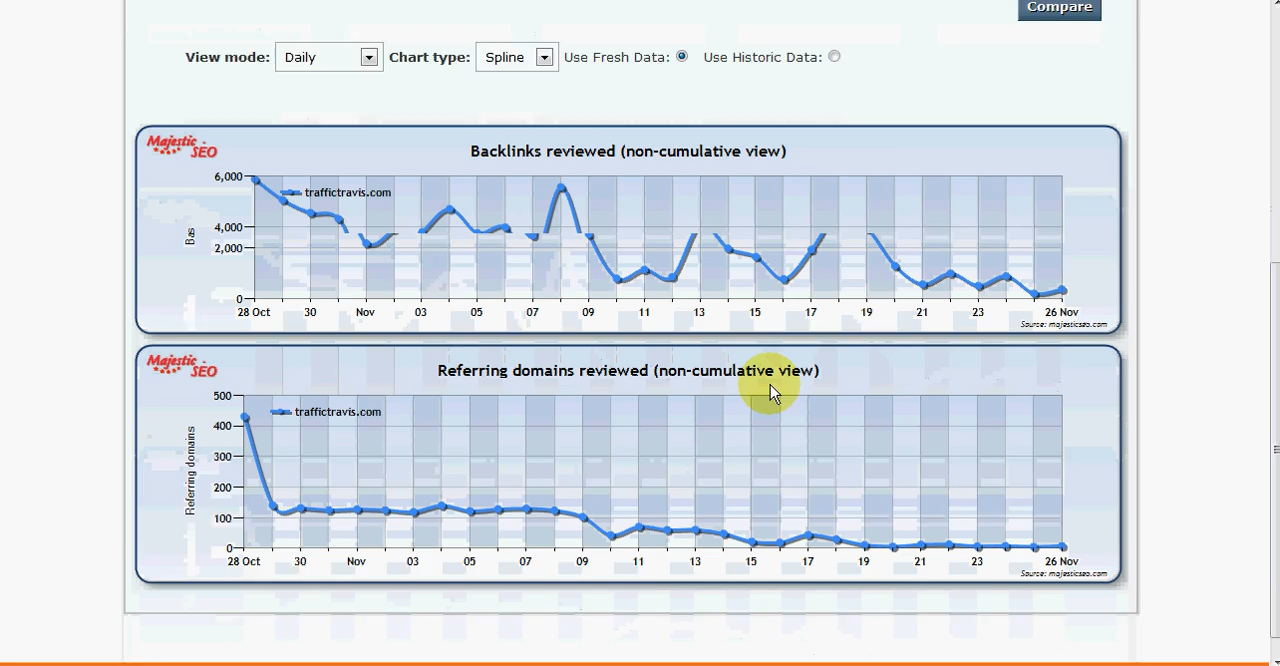 Compare
View mode: Daily Chart type: Spline Use Fresh Data: Use Historic Data:
Majestic SEO
Backlinks reviewed (non-cumulative view)
6,000
4,000
2,000
0
traffictravis.com
28 Oct 30 Nov 03 05 07 09 11 13 15 17 19 21 23 26 Nov
Source: majesticseo.com
Majestic SEO
Referring domains reviewed (non-cumulative view)
Referring domains
500
400
300
200
100
0
traffictravis.com
28 Oct 30 Nov 03 05 07 09 11 13 15 17 19 21 23 26 Nov
Source: majesticseo.com